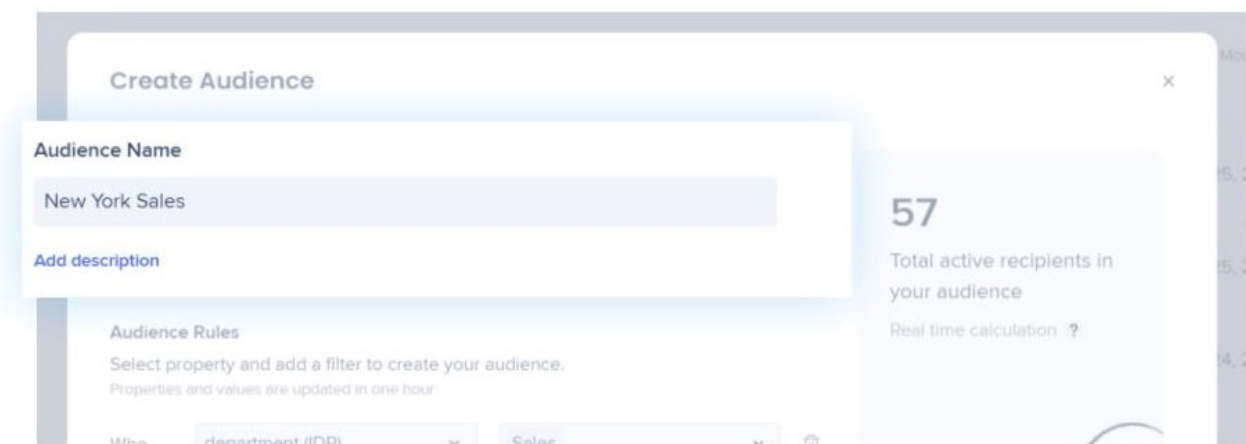 Create Audience
×
Audience Name
New York Sales
Add description
57
Total active recipients in
your audience
Real time calculation ?
Audience Rules
Select property and add a filter to create your audience.
Properties and values are updated in one hour
Who department (IDP) Sales